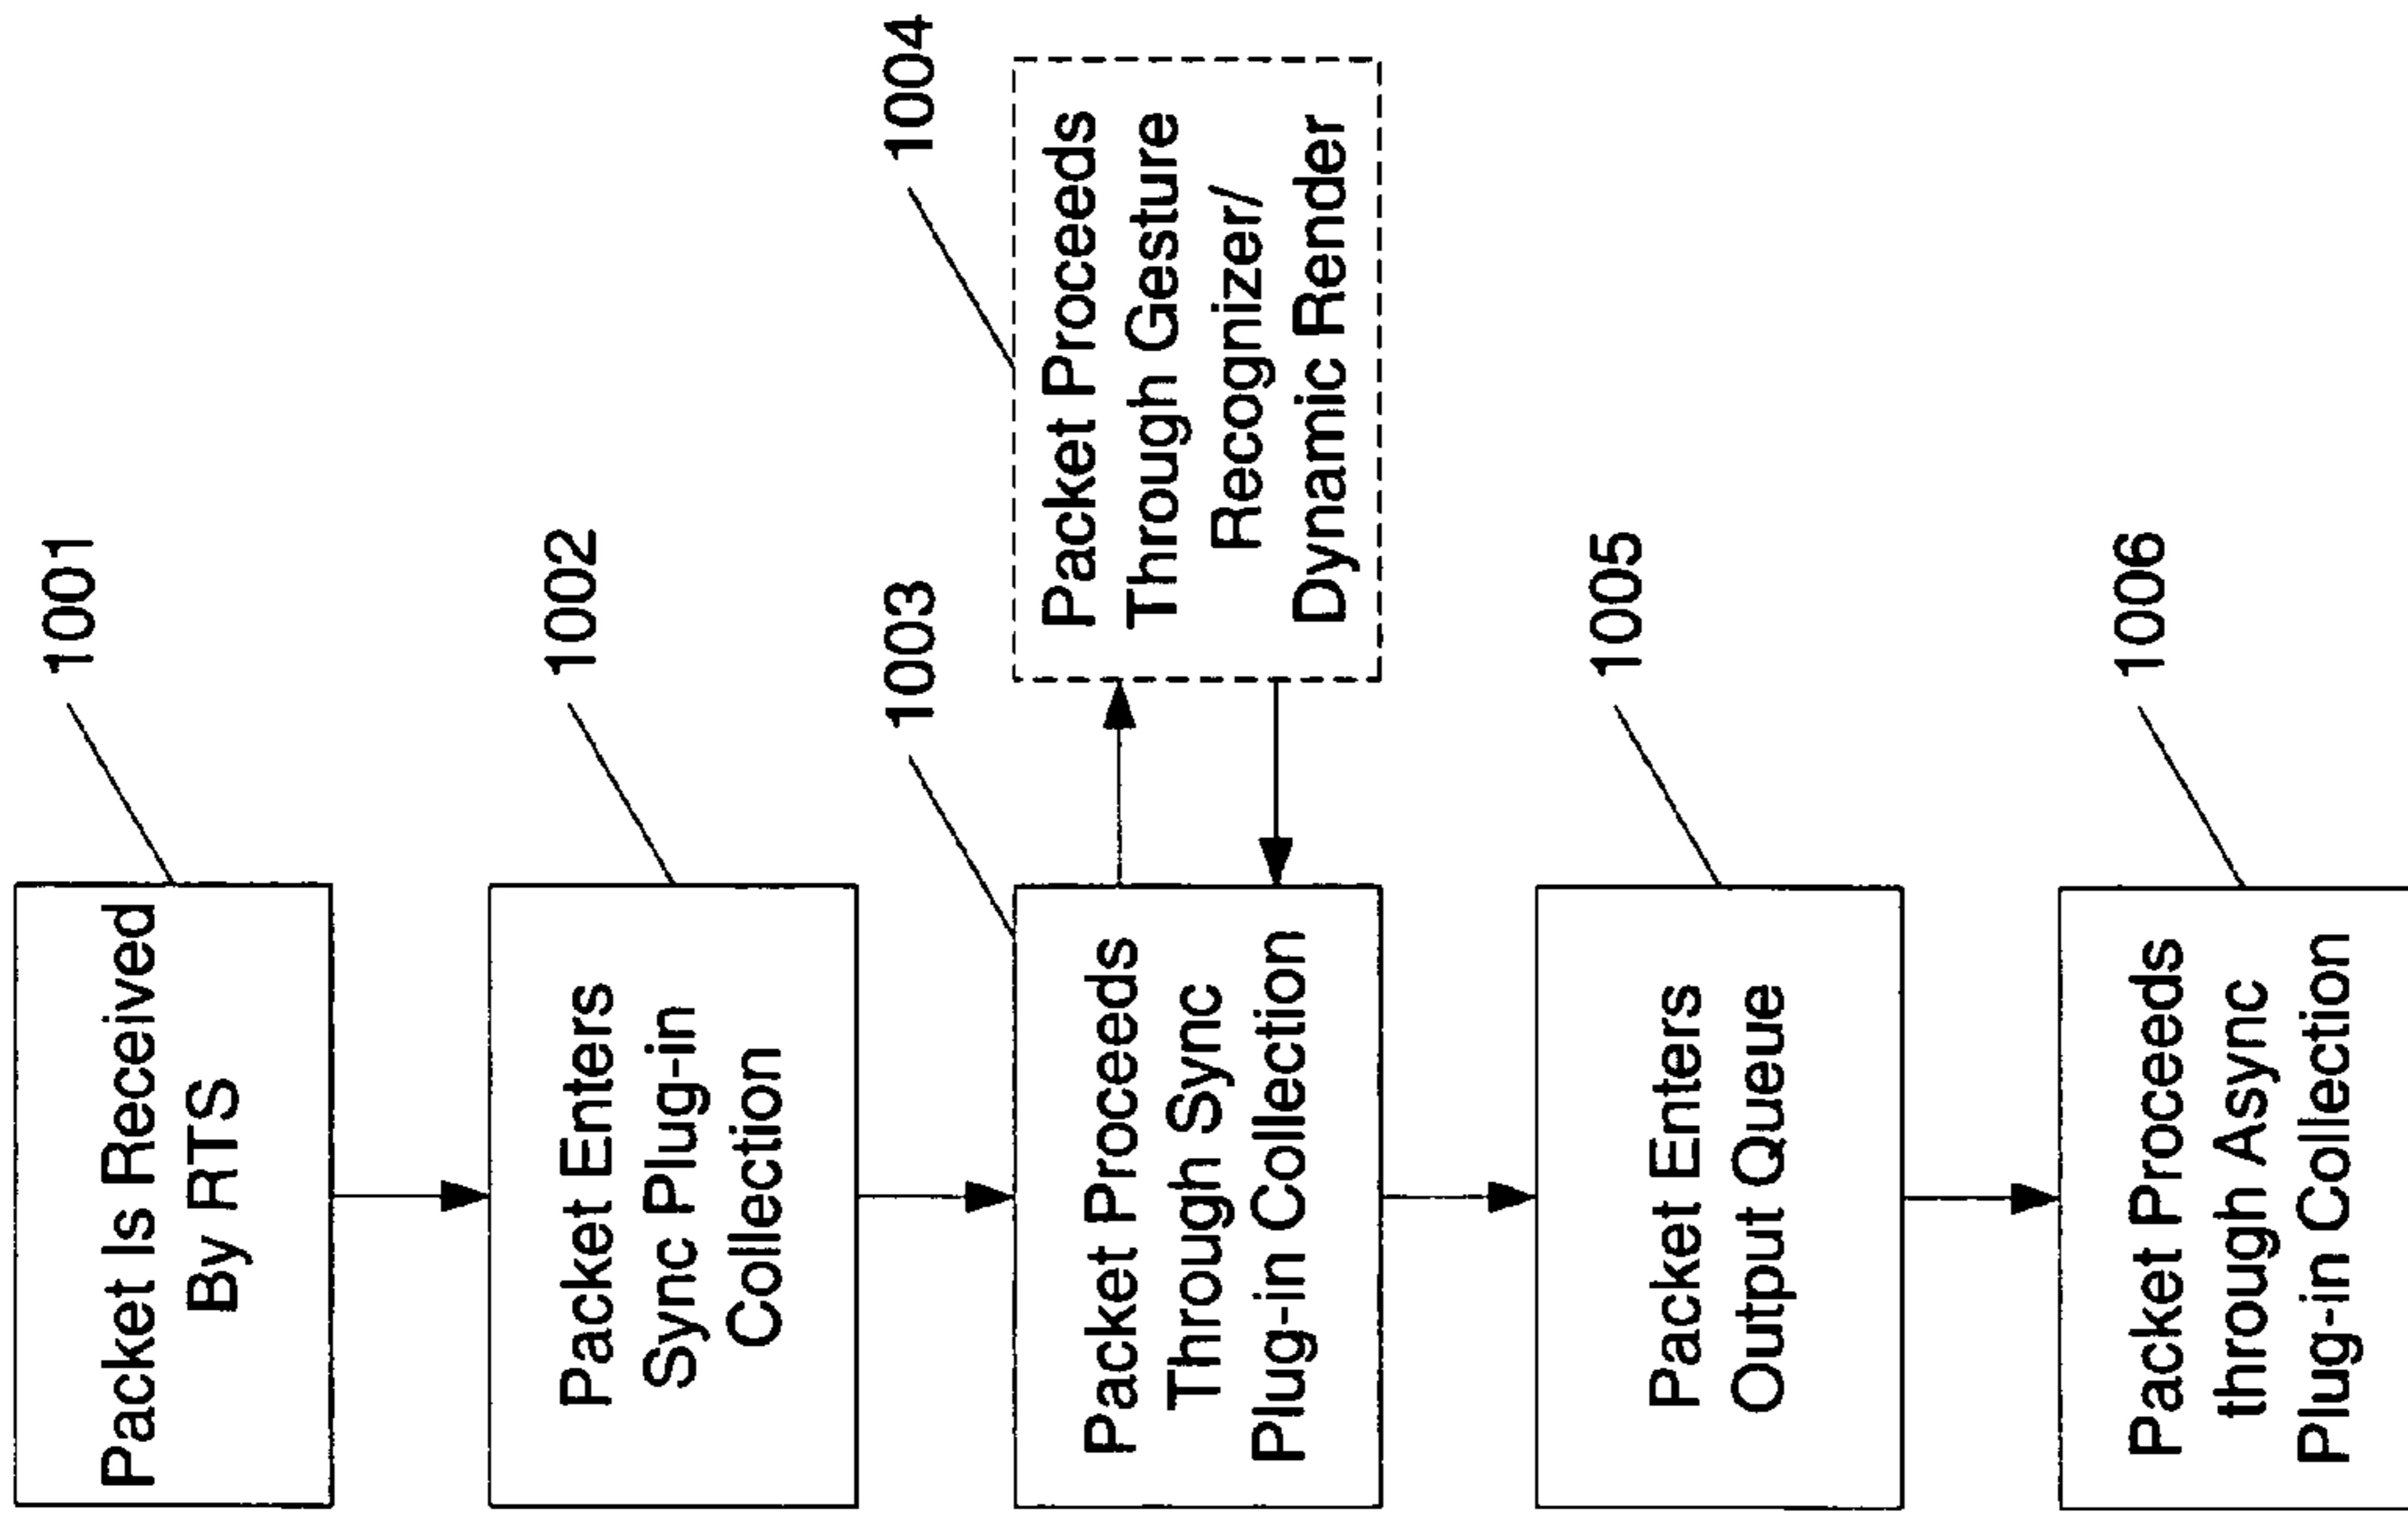 Packet Is Received
By RTS
1001
Packet Enters
Sync Plug-in
Collection
1002
Packet Proceeds
Through Sync
Plug-in Collection
1003
Packet Proceeds
Through Gesture
Recognizer/
Dynamic Render
1004
Packet Enters
Output Queue
1005
Packet Proceeds
through Async
Plug-in Collection
1006